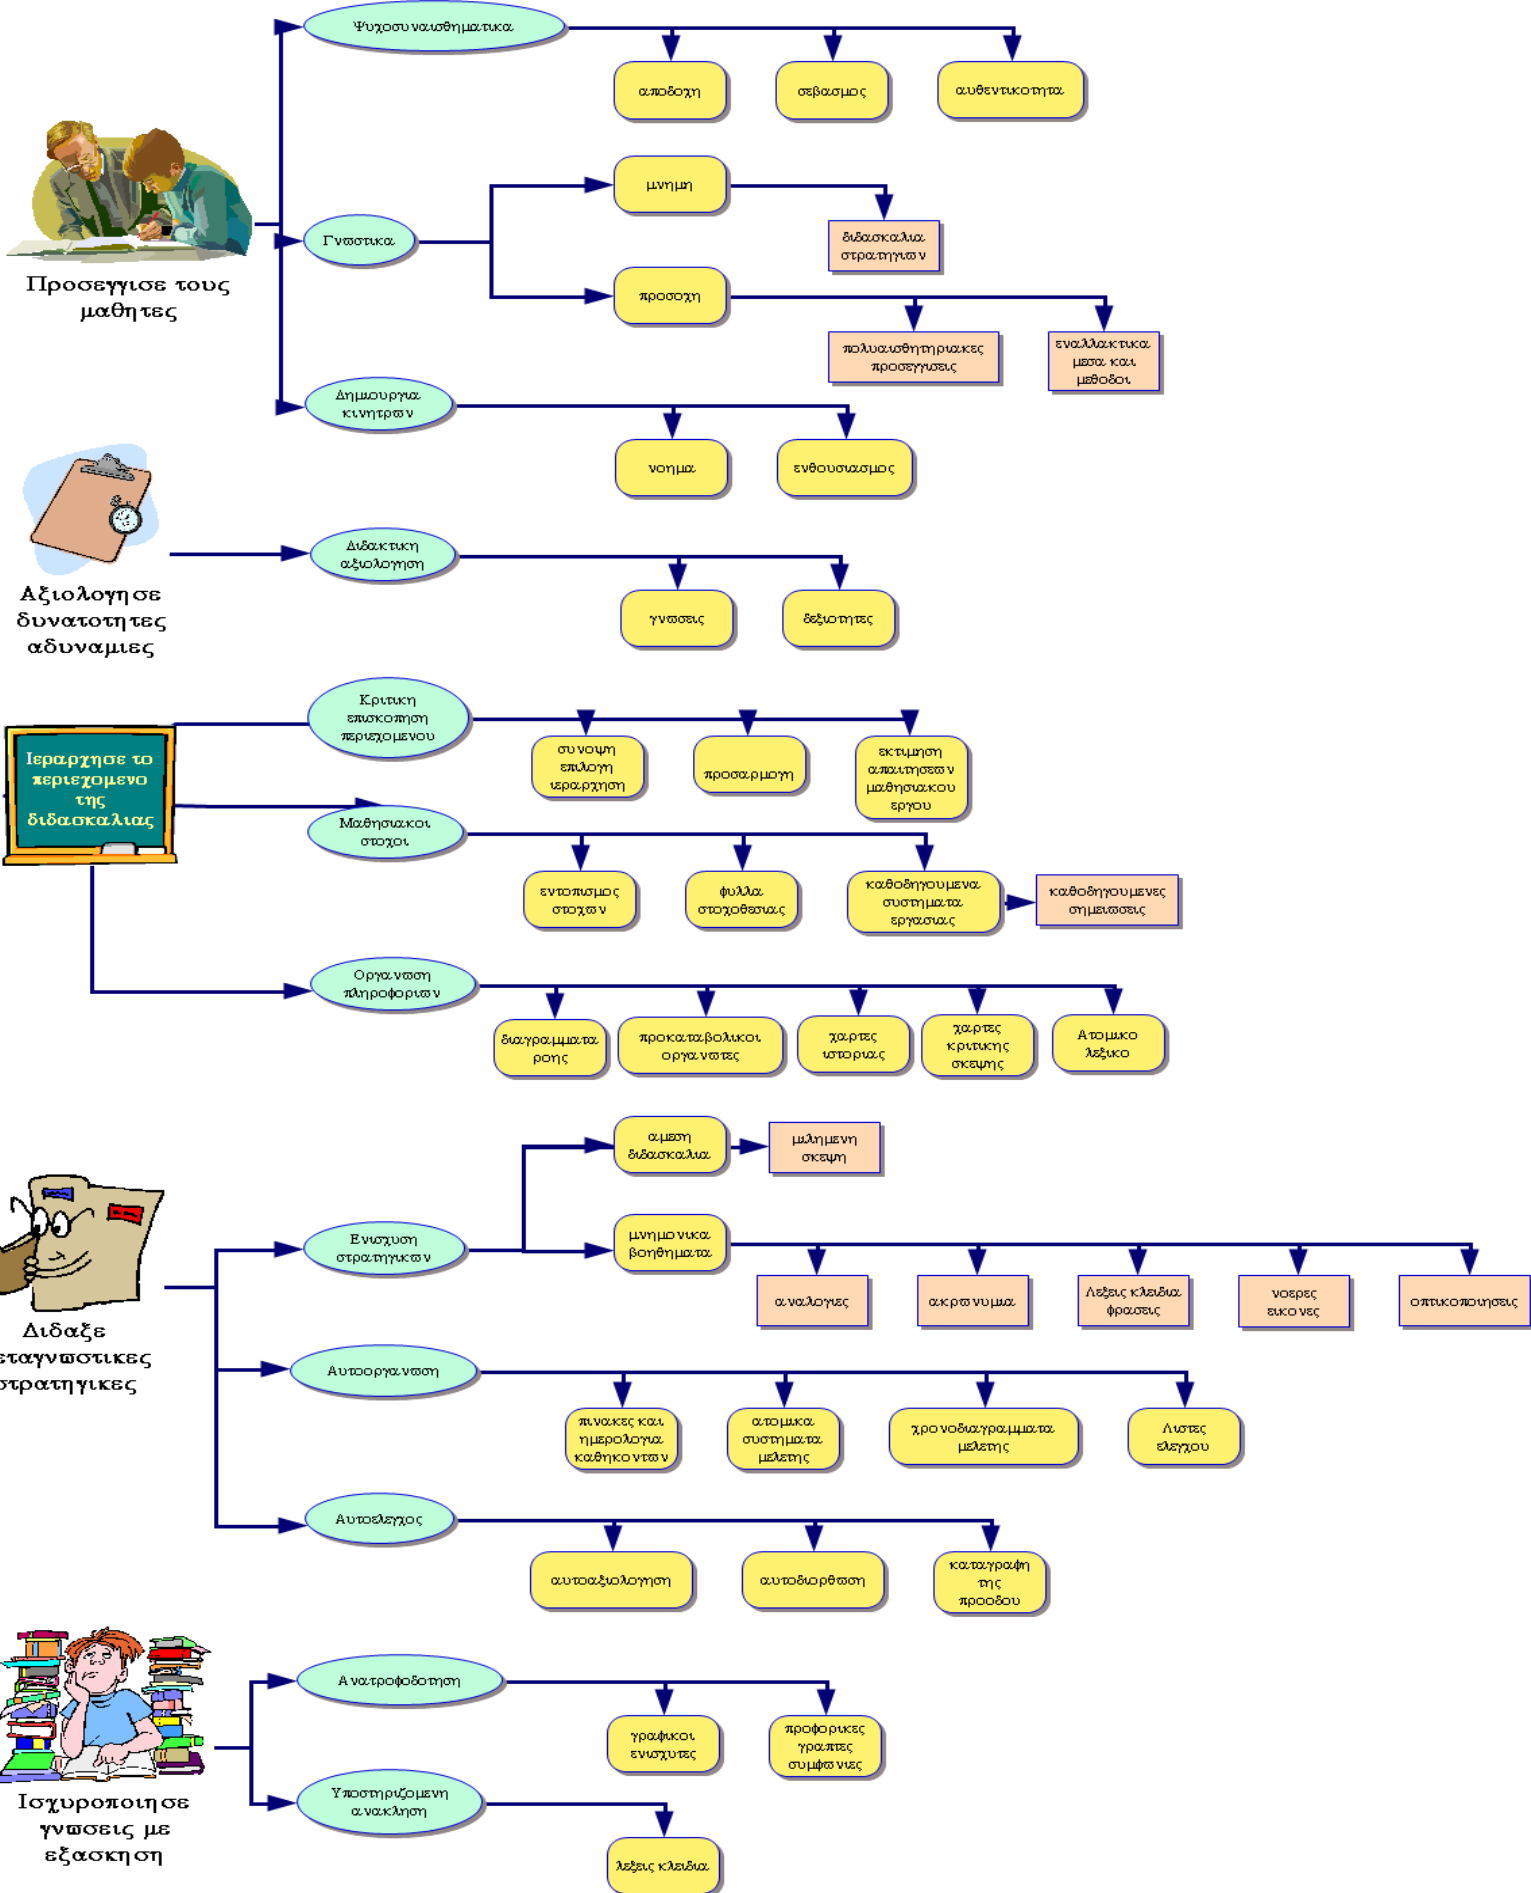 Ψυχοσυναισθηματικα
αποδοχη
σεβασμος
αυθεντικοτητα
Προσεγγισε τους
μαθητες
Γνωστικα
μνημη
διδασκαλια
στρατηγιων
προσοχη
πολυαισθητηριακες
προσεγγισεις
εναλλακτικα
μεσα και
μεθοδοι
Δημιουργια
κινητρων
νοημα
ενθουσιασμος
Αξιολογησε
δυνατοτητες
αδυναμιες
Διδακτικη
αξιολογηση
γνωσεις
δεξιοτητες
Ιεραρχησε το
περιεχομενο
της
διδασκαλιας
Κριτικη
επισκοπηση
περιεχομενου
συνοψη
επιλογη
ιεραρχηση
προσαρμογη
εκτιμηση
απαιτησεων
μαθησιακου
εργου
Μαθησιακοι
στοχοι
εντοπισμος
στοχων
φυλλα
στοχοθεσιας
καθοδηγουμενα
συστηματα
εργασιας
καθοδηγουμενες
σημειωσεις
Οργανωση
πληροφοριων
διαγραμματα
ροης
προκαταβολικοι
οργανωτες
χαρτες
ιστοριας
χαρτες
κριτικης
σκεψης
Ατομικο
λεξικο
Διδαξε
εταγνωστικες
στρατηγικες
Ενισχυση
στρατηγικων
αμεση
διδασκαλια
μιλημενη
σκεψη
μνημονικα
βοηθηματα
αναλογιες
ακρωνυμια
Λεξεις κλειδια
φρασεις
νοερες
εικονες
οπτικοποιησεις
Αυτοοργανωση
πινακες και
ημερολογια
καθηκοντων
ατομικα
συστηματα
μελετης
χρονοδιαγραμματα
μελετης
Λιστες
ελεγχου
Αυτοελεγχος
αυτοαξιολογηση
αυτοδιορθωση
καταγραφη
της
προοδου
Ισχυροποιησε
γνωσεις με
εξασκηση
Ανατροφοδοτηση
γραφικοι
ενισχυτες
προφορικες
γραπτες
συμφωνιες
Υποστηριζομενη
ανακληση
λεξεις κλειδια